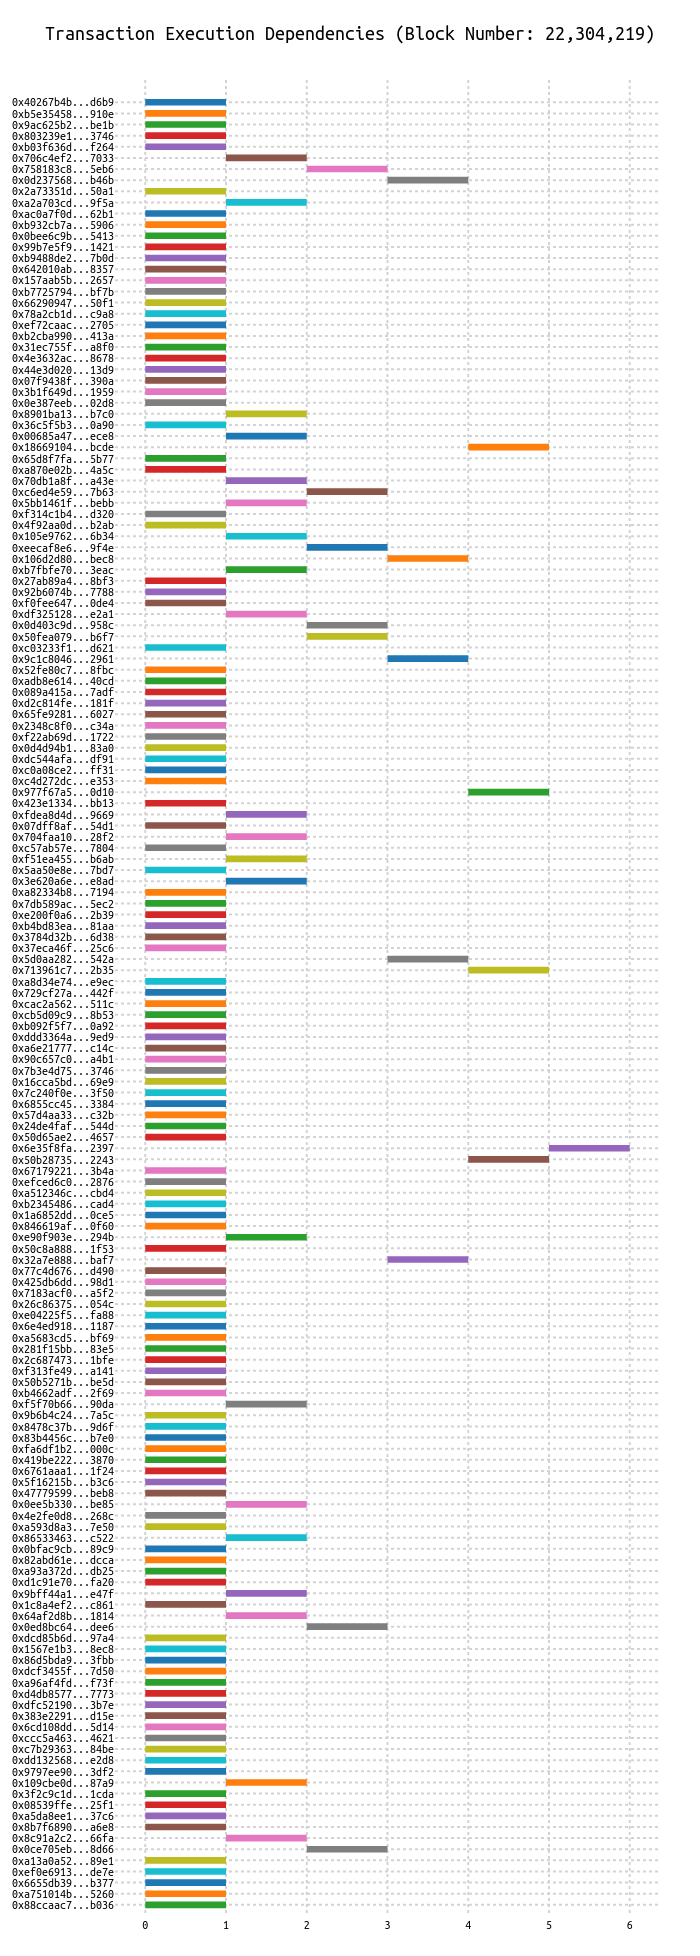 Transaction Execution Dependencies (Block Number: 22,304,219)
0x40267b4b...d6b9
0xb5e35458...910e
0x9ac625b2...be1b
0x803239e1...3746
0xb03f636d...f264
0x706c4ef2...7033
0x758183c8...5eb6
0x0d237568...b46b
0x2a73351d...50a1
0xa2a703cd...9f5a
0xac0a7f0d...62b1
0xb932cb7a...5906
0x0bee6c9b...5413
0x99b7e5f9...1421
0xb9488de2...7b0d
0x642010ab...8357
0x157aab5b...2657
0xb7725794...bf7b
0x66290947...50f1
0x78a2cb1d...c9a8
0xef72caac...2705
0xb2cba990...413a
0x31ec755f...a8f0
0x4e3632ac...8678
0x44e3d020...13d9
0x07f9438f...390a
0x3b1f649d...1959
0x0e387eeb...02d8
0x8901ba13...b7c0
0x36c5f5b3...0a90
0x00685a47...ece8
0x18669104...bcde
0x65d8f7fa...5b77
0xa870e02b...4a5c
0x70db1a8f...a43e
0xc6ed4e59...7b63
0x5bb1461f...bebb
0xf314c1b4...d320
0x4f92aa0d...b2ab
0x105e9762...6b34
0xeecaf8e6...9f4e
0x106d2d80...bec8
0xb7fbfe70...3eac
0x27ab89a4...8bf3
0x92b6074b...7788
0xf0fee647...0de4
0xdf325128...e2a1
0x0d403c9d...958c
0x50fea079...b6f7
0xc03233f1...d621
0x9c1c8046...2961
0x52fe80c7...8fbc
0xadb8e614...40cd
0x089a415a...7adf
0xd2c814fe...181f
0x65fe9281...6027
0x2348c8f0...c34a
0xf22ab69d...1722
0x0d4d94b1...83a0
0xdc544afa...df91
0xc0a08ce2...ff31
0xc4d272dc...e353
0x977f67a5...0d10
0x423e1334...bb13
0xfdea8d4d...9669
0x07dff8af...54d1
0x704faa10...28f2
0xc57ab57e...7804
0xf51ea455...b6ab
0x5aa50e8e...7bd7
0x3e620a6e...e8ad
0xa82334b8...7194
0x7db589ac...5ec2
0xe200f0a6...2b39
0xb4bd83ea...81aa
0x3784d32b...6d38
0x37eca46f...25c6
0x5d0aa282...542a
0x713961c7...2b35
0xa8d34e74...e9ec
0x729cf27a...442f
0xcac2a562...511c
0xcb5d09c9...8b53
0xb092f5f7...0a92
0xddd3364a...9ed9
0xa6e21777...c14c
0x90c657c0...a4b1
0x7b3e4d75...3746
0x16cca5bd...69e9
0x7c240f0e...3f50
0x6855cc45...3384
0x57d4aa33...c32b
0x24de4faf...544d
0x50d65ae2...4657
0x6e35f8fa...2397
0x50b28735...2243
0x67179221...3b4a
0xefced6c0...2876
0xa512346c...cbd4
0xb2345486...cad4
0x1a6852dd...0ce5
0x846619af...0f60
0xe90f903e...294b
0x50c8a888...1f53
0x32a7e888...baf7
0x77c4d676...d490
0x425db6dd...98d1
0x7183acf0...a5f2
0x26c86375...054c
0xe04225f5...fa88
0x6e4ed918...1187
0xa5683cd5...bf69
0x281f15bb...83e5
0x2c687473...1bfe
0xf313fe49...a141
0x50b5271b...be5d
0xb4662adf...2f69
0xf5f70b66...90da
0x9b6b4c24...7a5c
0x8478c37b...9d6f
0x83b4456c...b7e0
0xfa6df1b2...000c
0x419be222...3870
0x6761aaa1...1f24
0x5f16215b...b3c6
0x47779599...beb8
0x0ee5b330...be85
0x4e2fe0d8...268c
0xa593d8a3...7e50
0x86533463...c522
0x0bfac9cb...89c9
0x82abd61e...dcca
0xa93a372d...db25
0xd1c91e70...fa20
0x9bff44a1...e47f
0x1c8a4ef2...c861
0x64af2d8b...1814
0x0ed8bc64...dee6
0xdcd85b6d...97a4
0x1567e1b3...8ec8
0x86d5bda9...3fbb
0xdcf3455f...7d50
0xa96af4fd...f73f
0xd4db8577...7773
0xdfc52190...3b7e
0x383e2291...d15e
0x6cd108dd...5d14
0xccc5a463...4621
0xc7b29363...84be
0xdd132568...e2d8
0x9797ee90...3df2
0x109cbe0d...87a9
0x3f2c9c1d...1cda
0x08539ffe...25f1
0xa5da8ee1...37c6
0x8b7f6890...a6e8
0x8c91a2c2...66fa
0x0ce705eb...8d66
0xa13a0a52...89e1
0xef0e6913...de7e
0x6655db39...b377
0xa751014b...5260
0x88ccaac7...b036
0 1 2 3 4 5 6